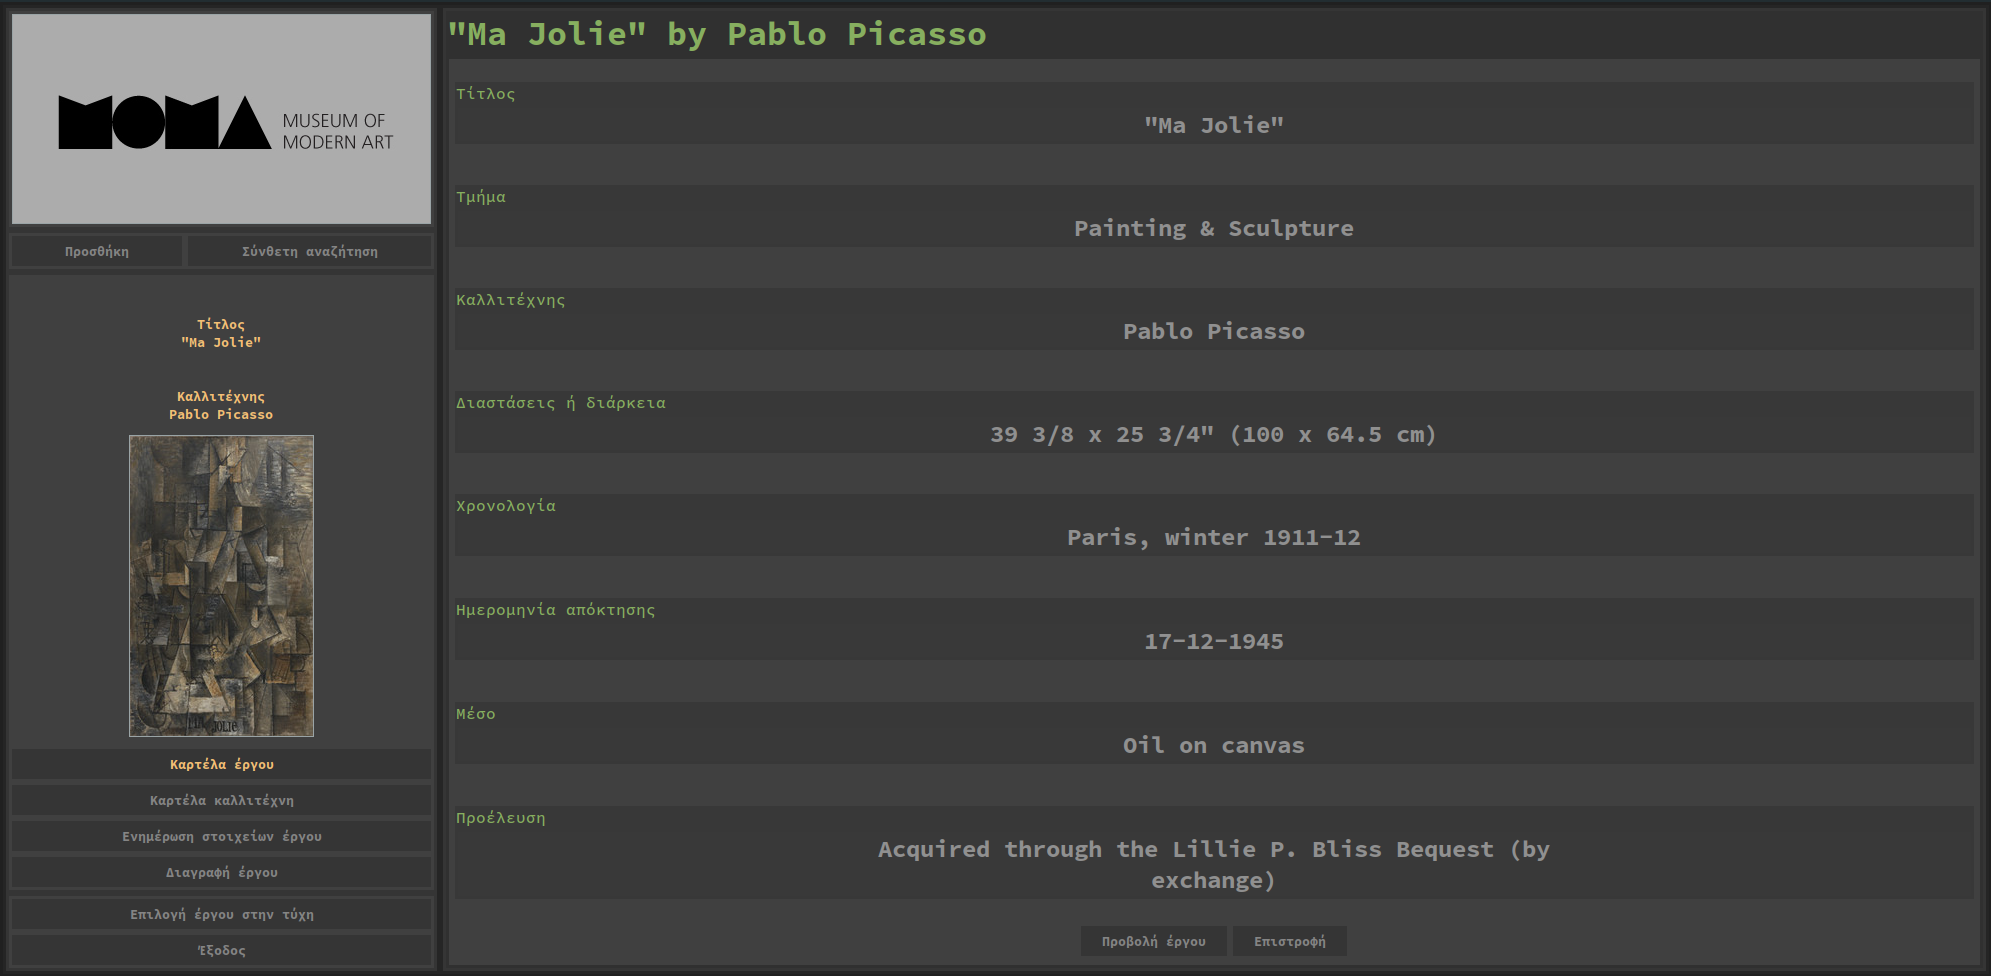 MOMA MUSEUM OF
MODERN ART
Προσθήκη
Σύνθετη αναζήτηση
Τίτλος
"Ma Jolie"
Καλλιτέχνης
Pablo Picasso
MA JOLIE
Καρτέλα έργου
Καρτέλα καλλιτέχνη
Ενημέρωση στοιχείων έργου
Διαγραφή έργου
Επιλογή έργου στην τύχη
Έξοδος
"Ma Jolie" by Pablo Picasso
Τίτλος
"Ma Jolie"
Τμήμα
Painting & Sculpture
Καλλιτέχνης
Pablo Picasso
Διαστάσεις ή διάρκεια
39 3/8 x 25 3/4" (100 x 64.5 cm)
Χρονολογία
Paris, winter 1911-12
Ημερομηνία απόκτησης
17-12-1945
Μέσο
Oil on canvas
Προέλευση
Acquired through the Lillie P. Bliss Bequest (by
exchange)
Προβολή έργου
Επιστροφή